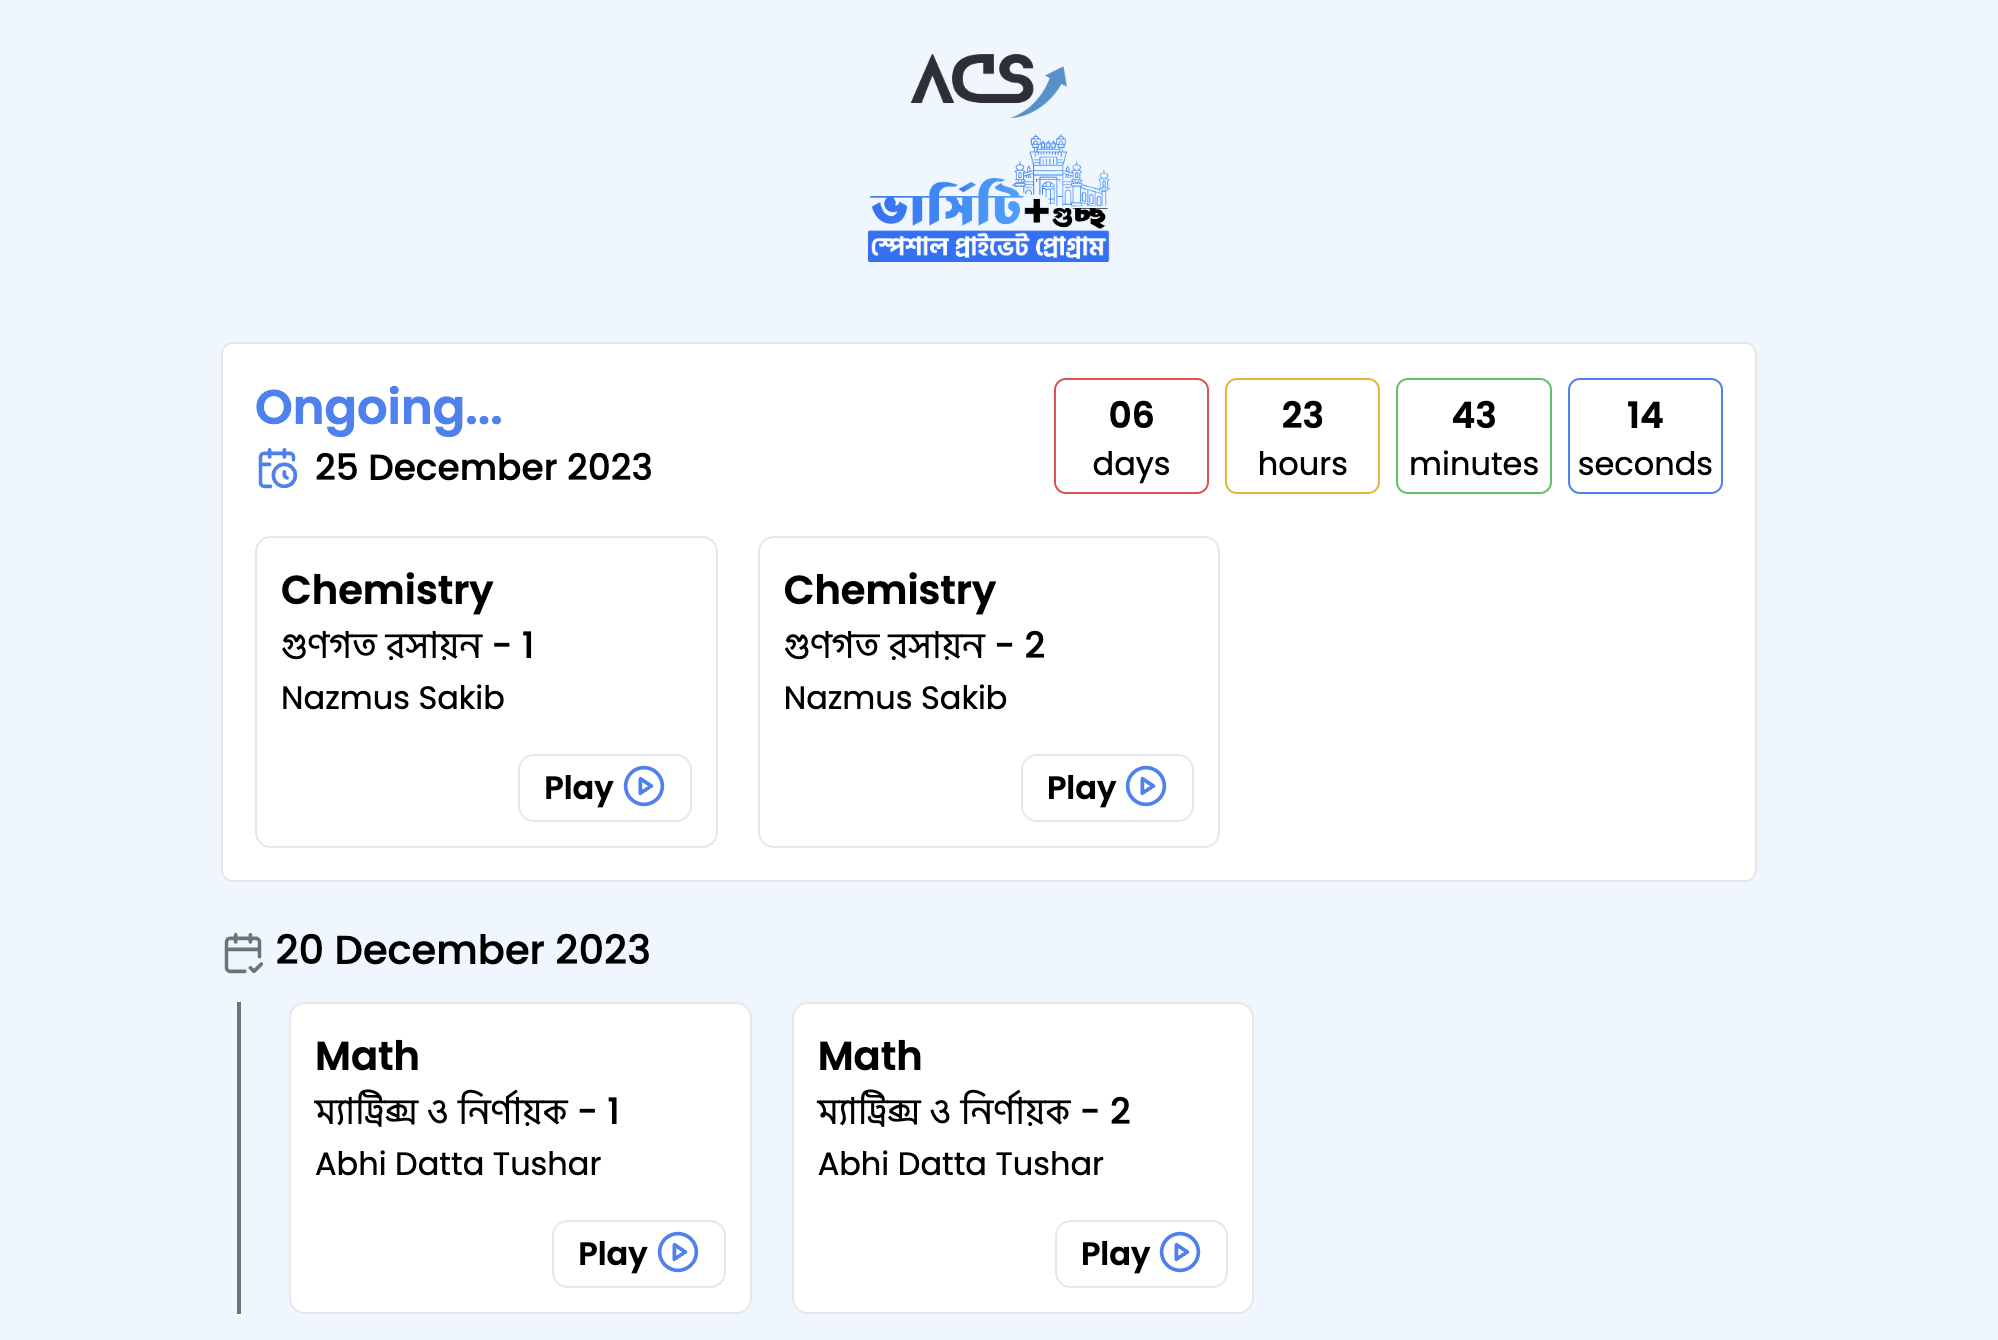 ACS
ভার্সিটি+গুচ্ছ
স্পেশাল প্রাইভেট প্রোগ্রাম
Ongoing...
25 December 2023
06 days
23 hours
43 minutes
14 seconds
Chemistry
গুণগত রসায়ন - 1
Nazmus Sakib
Play
Chemistry
গুণগত রসায়ন - 2
Nazmus Sakib
Play
20 December 2023
Math
ম্যাট্রিক্স ও নির্ণায়ক - 1
Abhi Datta Tushar
Play
Math
ম্যাট্রিক্স ও নির্ণায়ক - 2
Abhi Datta Tushar
Play